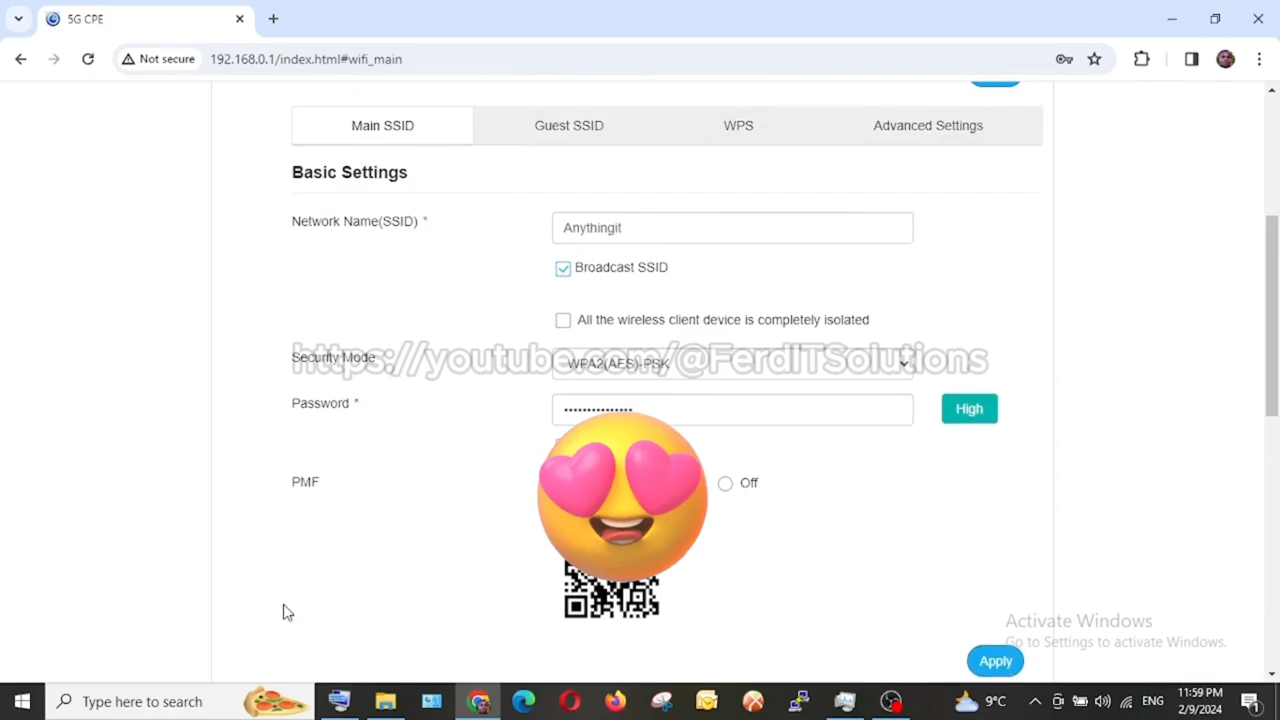 5G CPE
Not secure
192.168.0.1/index.html#wifi_main
Main SSID
Guest SSID
WPS
Advanced Settings
Basic Settings
Network Name(SSID) *
Anythingit
Broadcast SSID
All the wireless client device is completely isolated
Security Mode
WPA2(AES)-PSK
https://youtube.com/@FerdITSolutions
Password *
•••••••••••••••
High
PMF
Off
Activate Windows
Go to Settings to activate Windows.
Apply
Type here to search
9°C
ENG
11:59 PM
2/9/2024
1